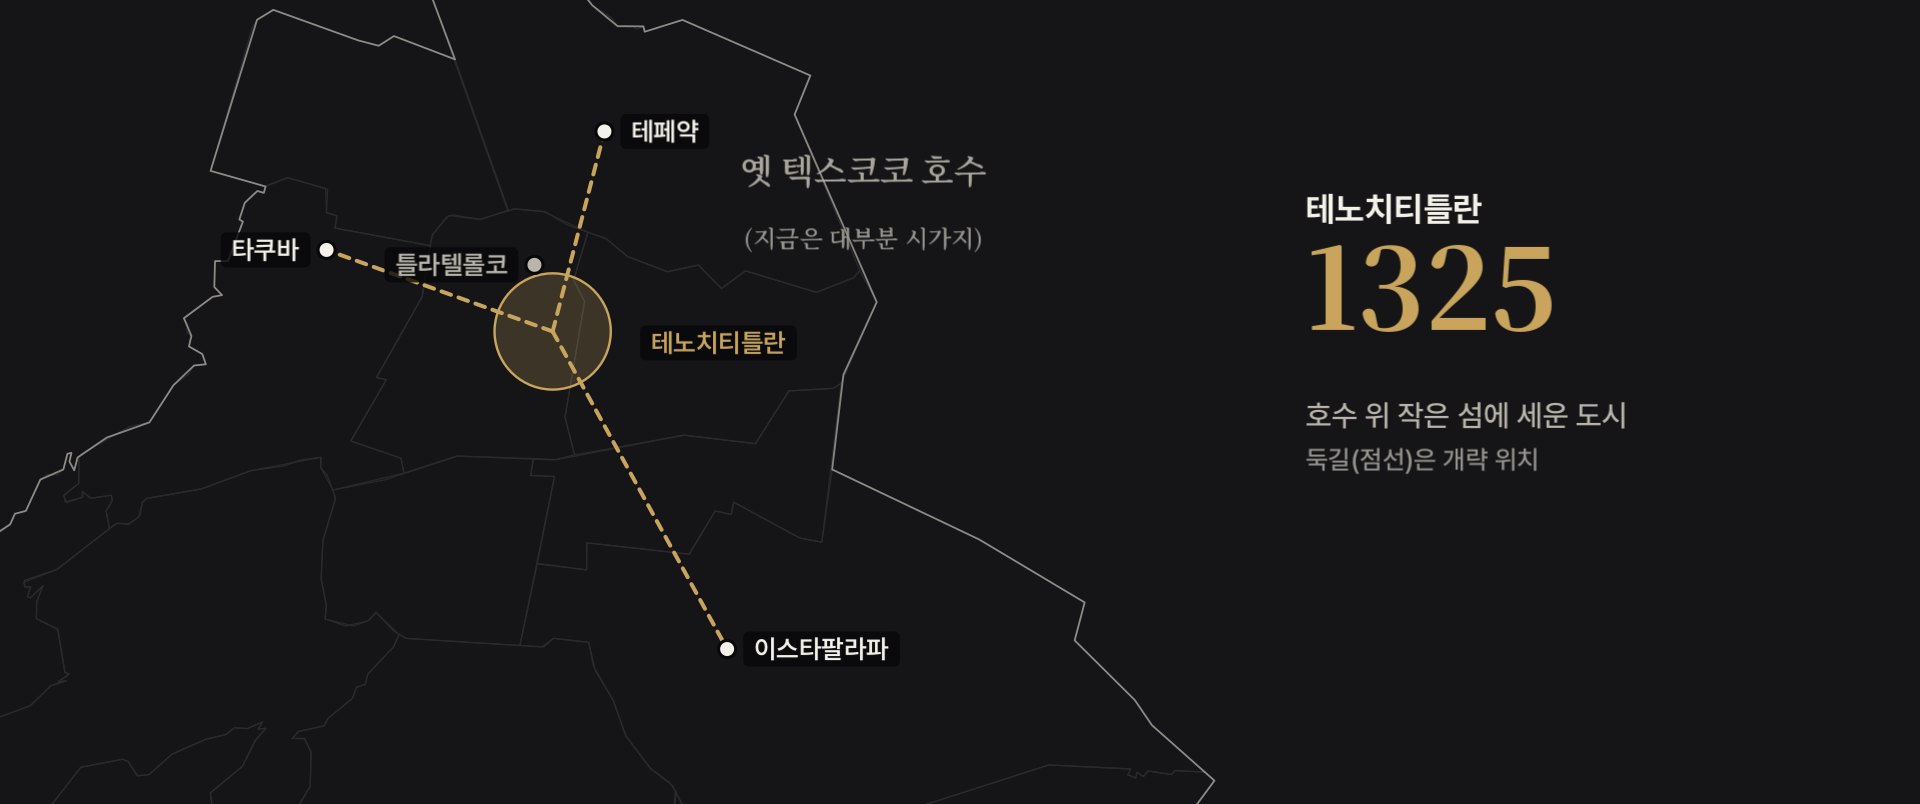 테페약
옛 텍스코코 호수
(지금은 대부분 시가지)
타쿠바
틀라텔롤코
테노치티틀란
이스타팔라파
테노치티틀란
1325
호수 위 작은 섬에 세운 도시
둑길(점선)은 개략 위치